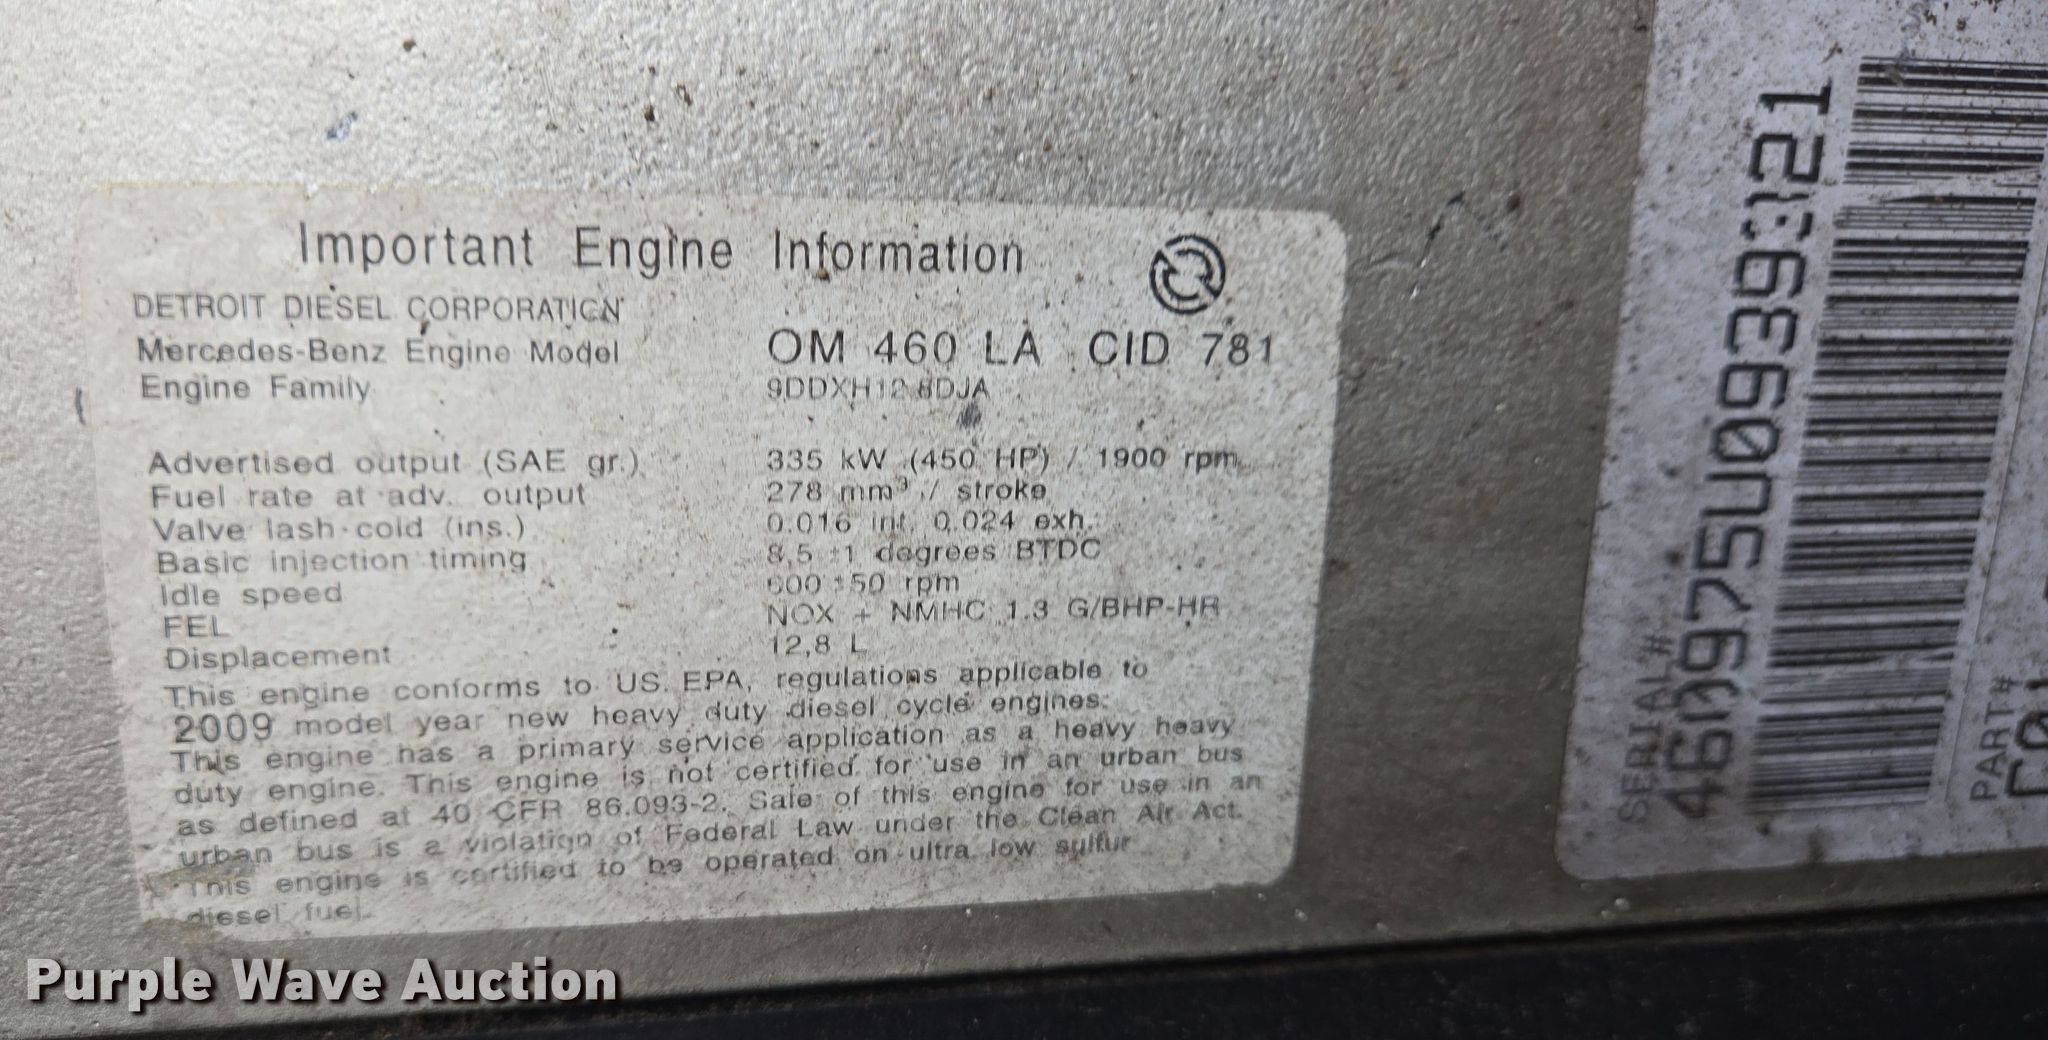 Important Engine Information
DETROIT DIESEL CORPORATION
Mercedes-Benz Engine Model OM 460 LA CID 781
Engine Family 9DDXH12.8DJA
Advertised output (SAE gr.) 335 kW (450 HP) / 1900 rpm
Fuel rate at adv. output 278 mm³ / stroke
Valve lash cold (ins.) 0.016 int. 0.024 exh.
Basic injection timing 8,5 ±1 degrees BTDC
Idle speed 600 ±50 rpm
FEL NOX + NMHC 1.3 G/BHP-HR
Displacement 12,8 L
This engine conforms to US. EPA, regulations applicable to
2009 model year new heavy duty diesel cycle engines.
This engine has a primary service application as a heavy heavy
duty engine. This engine is not certified for use in an urban bus
as defined at 40 CFR 86.093-2. Sale of this engine for use in an
urban bus is a violation of Federal Law under the Clean Air Act.
This engine is certified to be operated on ultra low sulfur
diesel fuel.
SERIAL#
460975U0939321
PART#
Purple Wave Auction